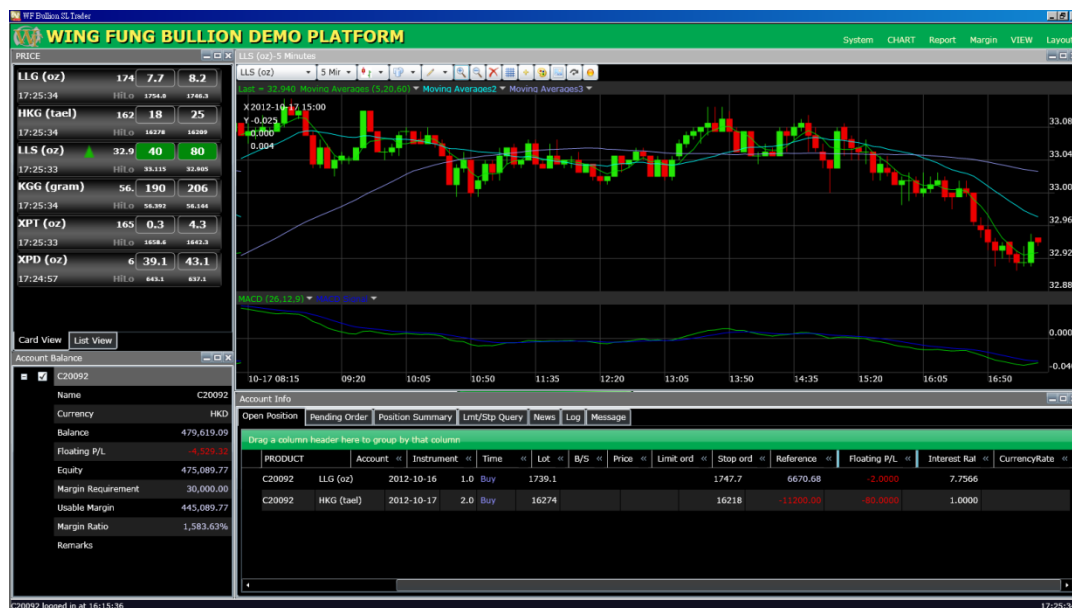 WF Bullion SL Trader
WING FUNG BULLION DEMO PLATFORM
System CHART Report Margin VIEW Layout
PRICE
LLG (oz) 174 7.7 8.2
17:25:34 HiLo 1754.8 1746.3
HKG (tael) 162 18 25
17:25:34 HiLo 16278 16209
LLS (oz) 32.9 40 80
17:25:33 HiLo 33.115 32.905
KGG (gram) 56. 190 206
17:25:34 HiLo 56.392 56.144
XPT (oz) 165 0.3 4.3
17:25:33 HiLo 1658.6 1642.3
XPD (oz) 6 39.1 43.1
17:24:57 HiLo 643.1 637.1
Card View List View
Account Balance
C20092
Name C20092
Currency HKD
Balance 479,619.09
Floating P/L -4,529.32
Equity 475,089.77
Margin Requirement 30,000.00
Usable Margin 445,089.77
Margin Ratio 1,583.63%
Remarks
LLS (oz)-5 Minutes
LLS (oz) 5 Mir
Last = 32.940 Moving Averages (5,20,60) Moving Averages2 Moving Averages3
X 2012-10-17 15:00
Y -0.025
0.000
0.004
33.08
33.04
33.00
32.96
32.92
32.88
MACD (26,12,9)
0.000
-0.04
10-17 08:15 09:20 10:05 10:50 11:35 12:20 13:05 13:50 14:35 15:20 16:05 16:50
Account Info
Open Position Pending Order Position Summary Lmt/Stp Query News Log Message
Drag a column header here to group by that column
PRODUCT Account « Instrument « Time « Lot « B/S « Price « Limit ord « Stop ord « Reference « Floating P/L « Interest Rat « CurrencyRate «
C20092 LLG (oz) 2012-10-16 1.0 Buy 1739.1 1747.7 6670.68 -2.0000 7.7566
C20092 HKG (tael) 2012-10-17 2.0 Buy 16274 16218 -11200.00 -80.0000 1.0000
C20092 logged in at 16:15:36
17:25:3